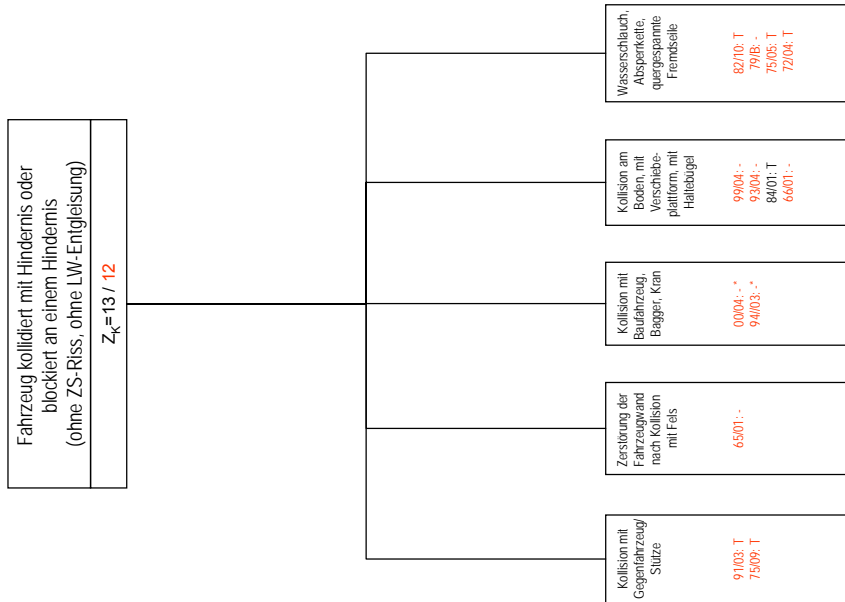 Fahrzeug kollidiert mit Hindernis oder
blockiert an einem Hindernis
(ohne ZS-Riss, ohne LW-Entgleisung)
Z_K=13 / 12
Kollision mit
Gegenfahrzeug/
Stütze
91/03: T
75/09: T
Zerstörung der
Fahrzeugwand
nach Kollision
mit Fels
65/01: -
Kollision mit
Baufahrzeug,
Bagger, Kran
00/04: - *
94//03: -*
Kollision am
Boden, mit
Verschiebe-
plattform, mit
Haltebügel
99/04: -
93/04: -
84/01: T
66/01: -
Wasserschlauch,
Absperrkette,
quergespannte
Fremdseile
82/10: T
79/B: -
75/05: T
72/04: T